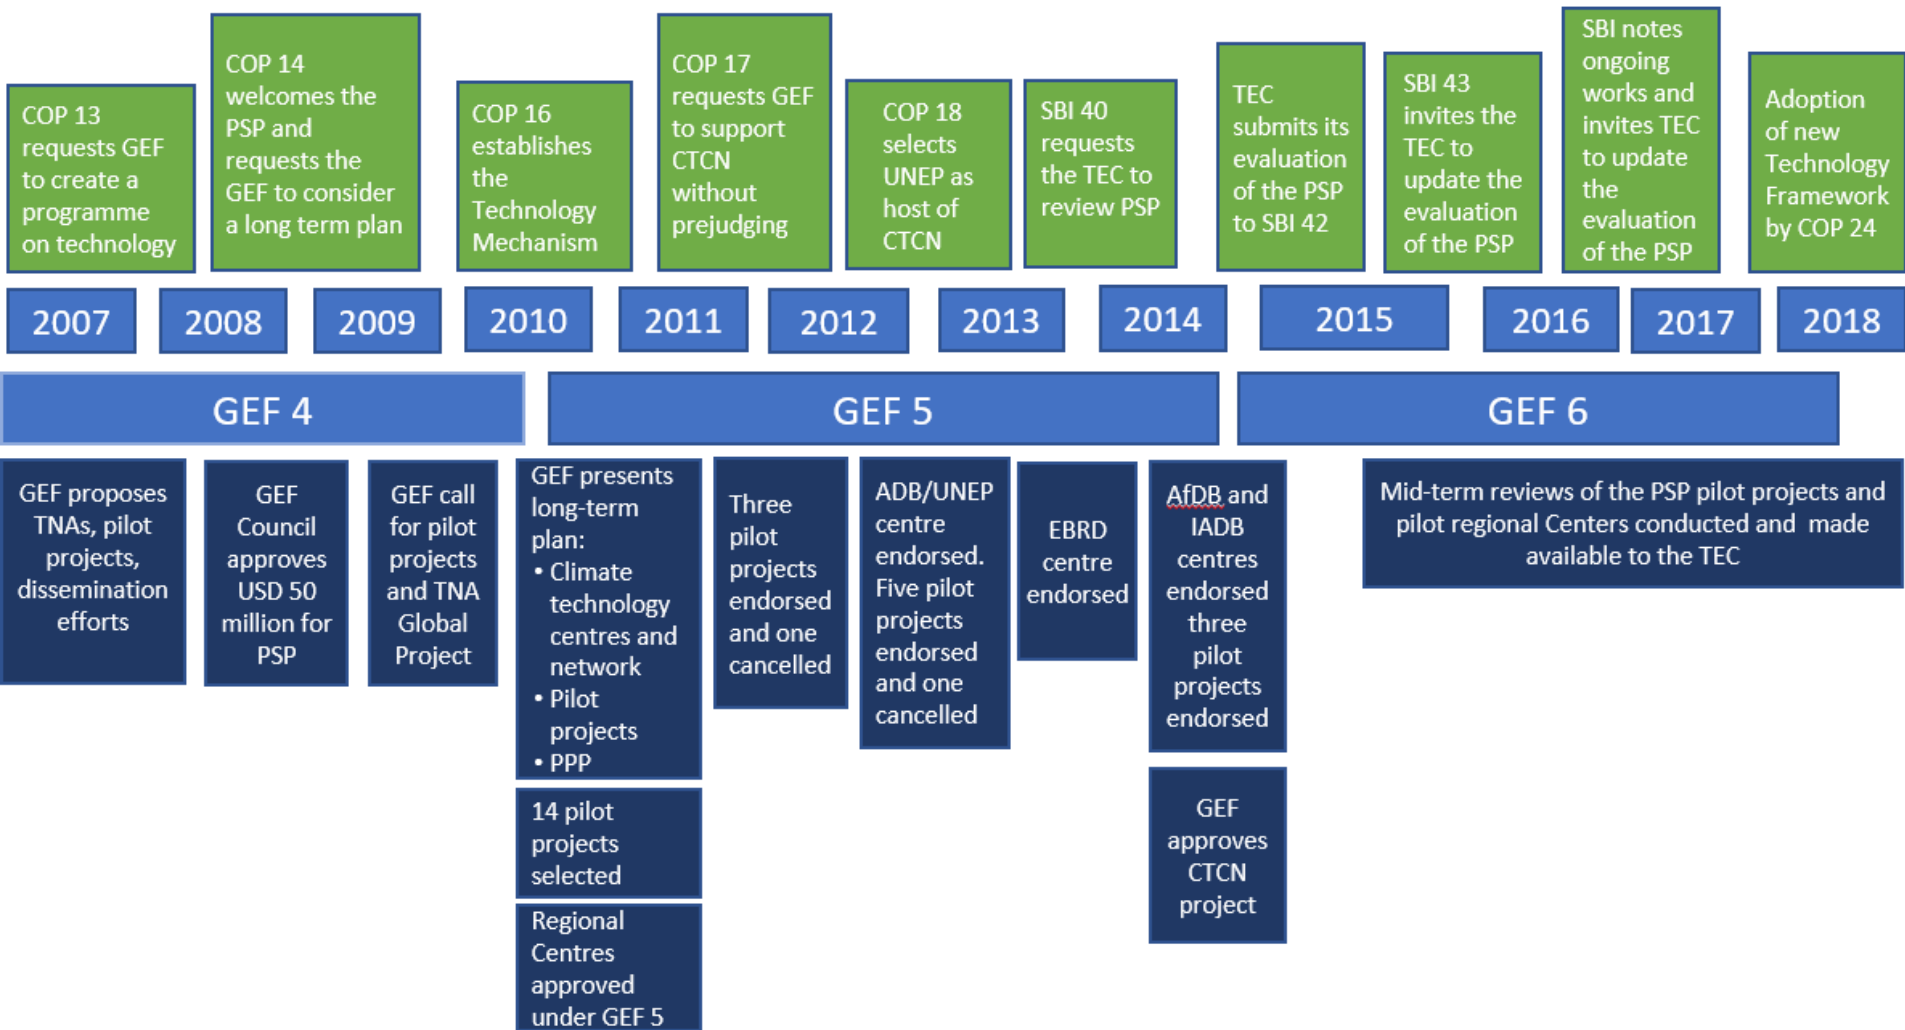 COP 13
requests GEF
to create a
programme
on technology
COP 14
welcomes the
PSP and
requests the
GEF to consider
a long term plan
COP 16
establishes
the
Technology
Mechanism
COP 17
requests GEF
to support
CTCN
without
prejudging
COP 18
selects
UNEP as
host of
CTCN
SBI 40
requests
the TEC to
review PSP
TEC
submits its
evaluation
of the PSP
to SBI 42
SBI 43
invites the
TEC to
update the
evaluation
of the PSP
SBI notes
ongoing
works and
invites TEC
to update
the
evaluation
of the PSP
Adoption
of new
Technology
Framework
by COP 24
2007
2008
2009
2010
2011
2012
2013
2014
2015
2016
2017
2018
GEF 4
GEF 5
GEF 6
GEF proposes
TNAs, pilot
projects,
dissemination
efforts
GEF
Council
approves
USD 50
million for
PSP
GEF call
for pilot
projects
and TNA
Global
Project
GEF presents
long-term
plan:
• Climate
technology
centres and
network
• Pilot
projects
• PPP
14 pilot
projects
selected
Regional
Centres
approved
under GEF 5
Three
pilot
projects
endorsed
and one
cancelled
ADB/UNEP
centre
endorsed.
Five pilot
projects
endorsed
and one
cancelled
EBRD
centre
endorsed
AfDB and
IADB
centres
endorsed
three
pilot
projects
endorsed
GEF
approves
CTCN
project
Mid-term reviews of the PSP pilot projects and
pilot regional Centers conducted and made
available to the TEC